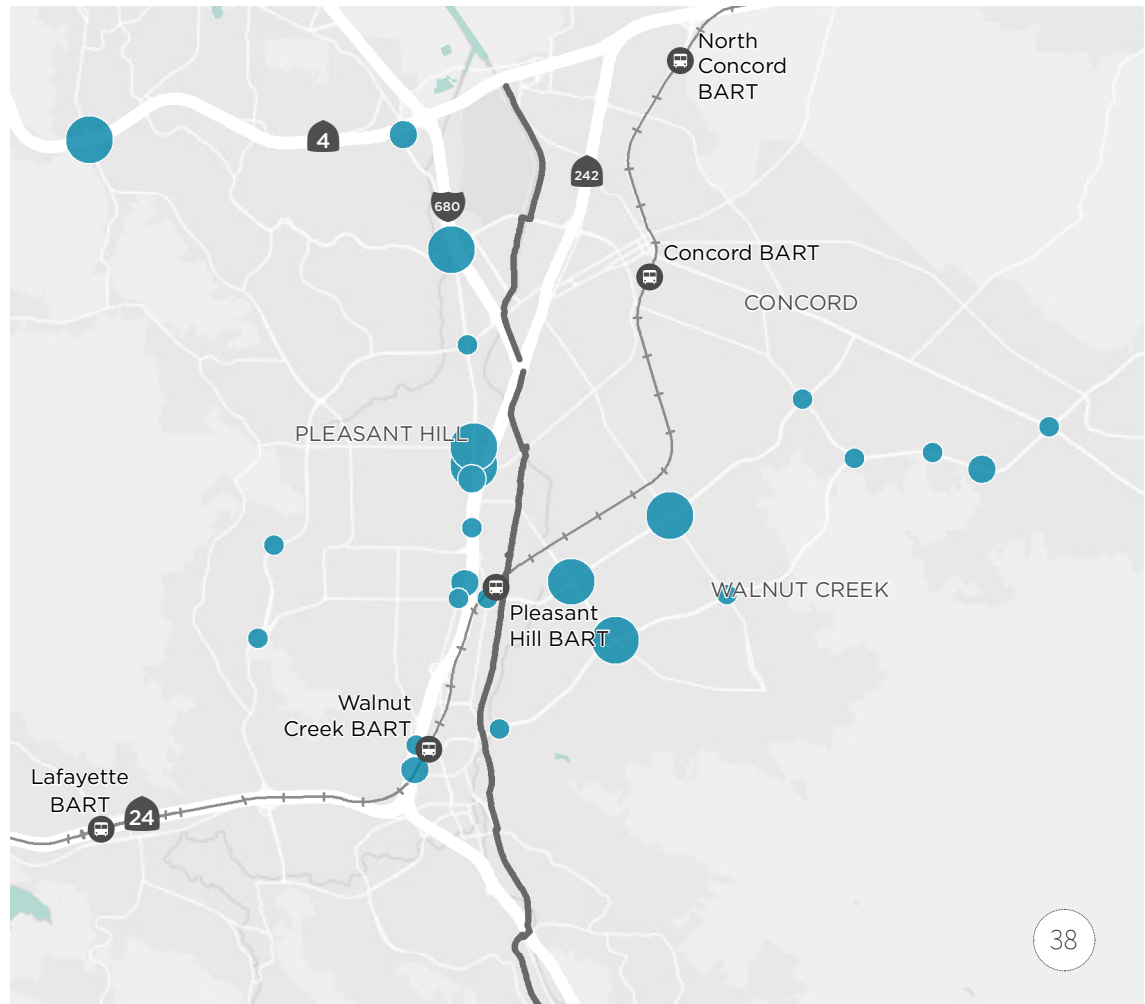 North
Concord
BART
4
242
680
Concord BART
CONCORD
PLEASANT HILL
WALNUT CREEK
Pleasant
Hill BART
Walnut
Creek BART
Lafayette
BART
24
38